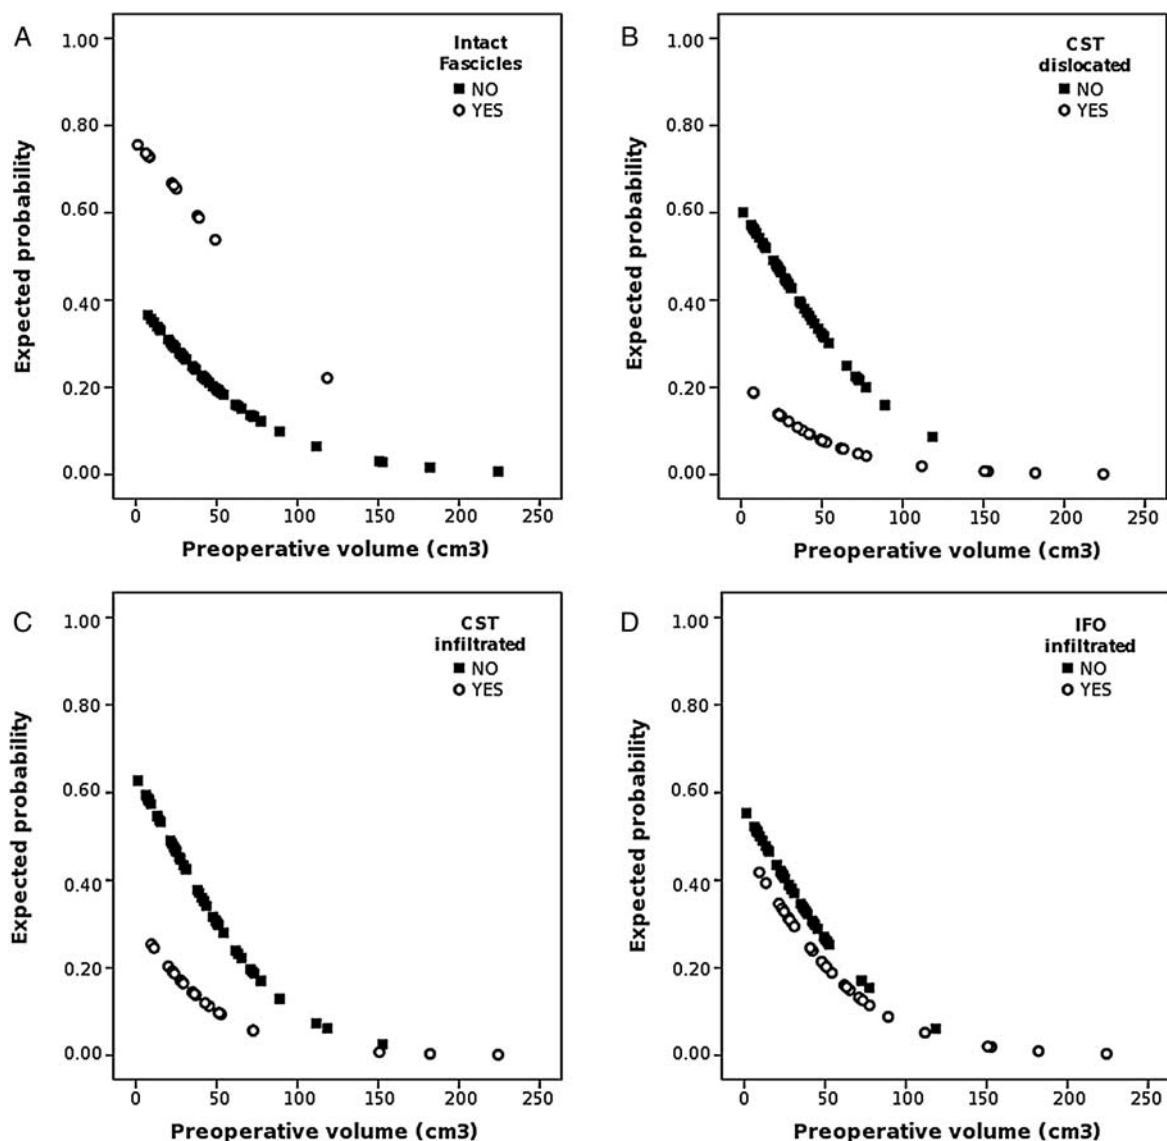 A
Intact
Fascicles
NO
YES
1.00
0.80
0.60
0.40
0.20
0.00
Expected probability
0 50 100 150 200 250
Preoperative volume (cm3)
B
CST
dislocated
NO
YES
1.00
0.80
0.60
0.40
0.20
0.00
Expected probability
0 50 100 150 200 250
Preoperative volume (cm3)
C
CST
infiltrated
NO
YES
1.00
0.80
0.60
0.40
0.20
0.00
Expected probability
0 50 100 150 200 250
Preoperative volume (cm3)
D
IFO
infiltrated
NO
YES
1.00
0.80
0.60
0.40
0.20
0.00
Expected probability
0 50 100 150 200 250
Preoperative volume (cm3)